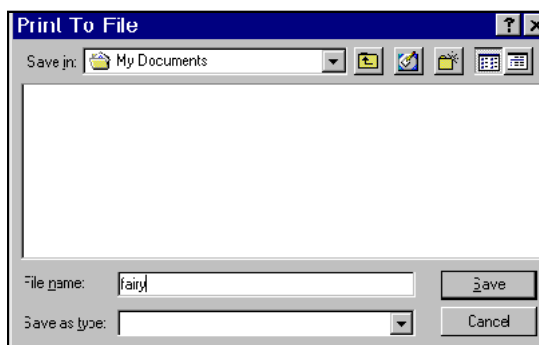 Print To File
Save in: My Documents
File name: fairy
Save as type:
Save
Cancel